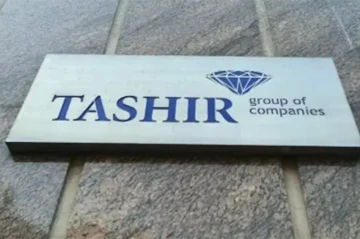 TASHIR
group of
companies